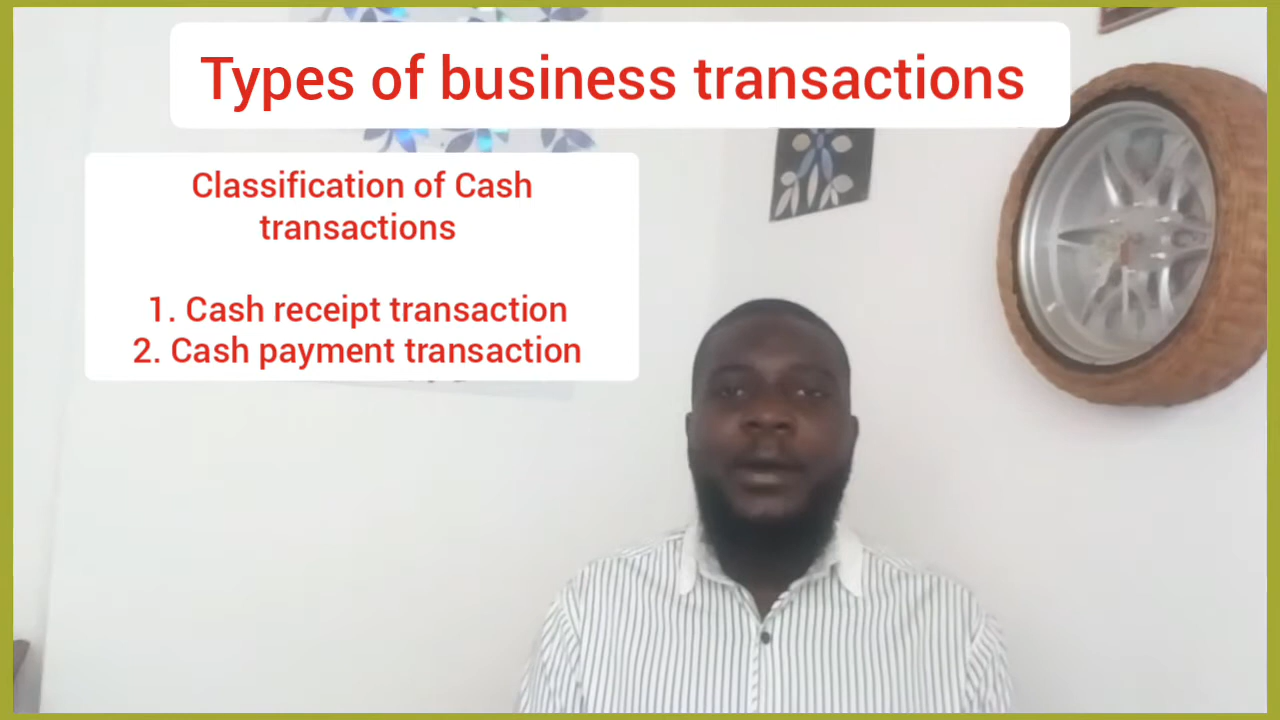 Types of business transactions
Classification of Cash
transactions
1. Cash receipt transaction
2. Cash payment transaction